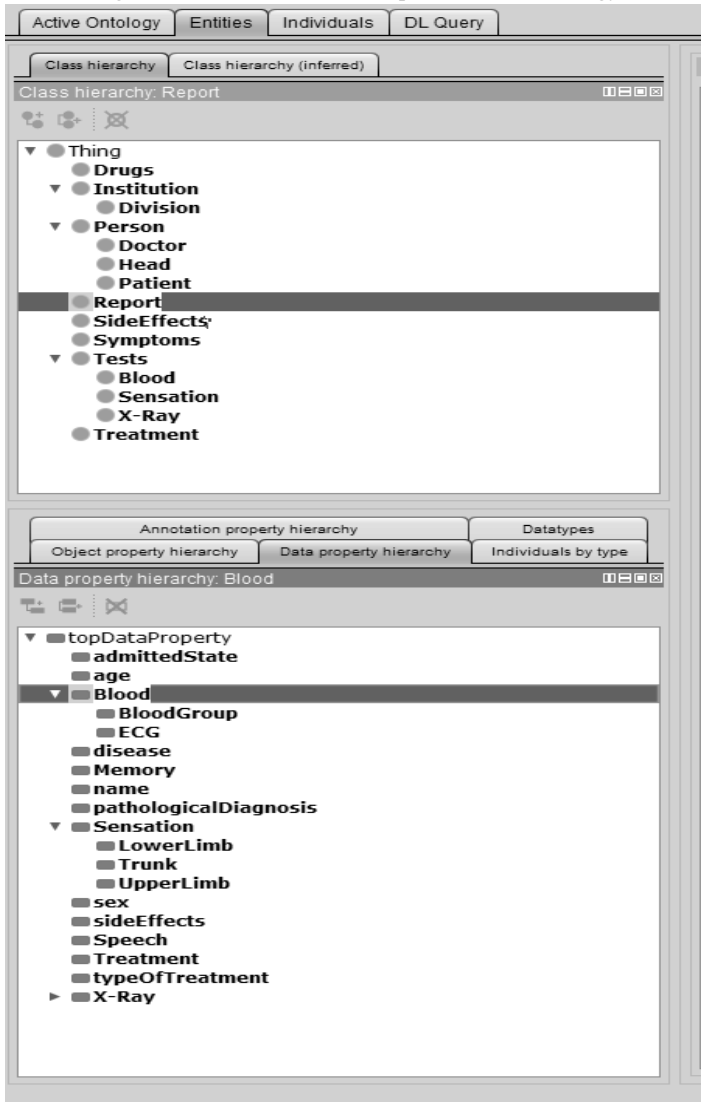 Active Ontology Entities Individuals DL Query
Class hierarchy Class hierarchy (inferred)
Class hierarchy: Report
Thing
Drugs
Institution
Division
Person
Doctor
Head
Patient
Report
SideEffects
Symptoms
Tests
Blood
Sensation
X-Ray
Treatment
Annotation property hierarchy Datatypes
Object property hierarchy Data property hierarchy Individuals by type
Data property hierarchy: Blood
topDataProperty
admittedState
age
Blood
BloodGroup
ECG
disease
Memory
name
pathologicalDiagnosis
Sensation
LowerLimb
Trunk
UpperLimb
sex
sideEffects
Speech
Treatment
typeOfTreatment
X-Ray